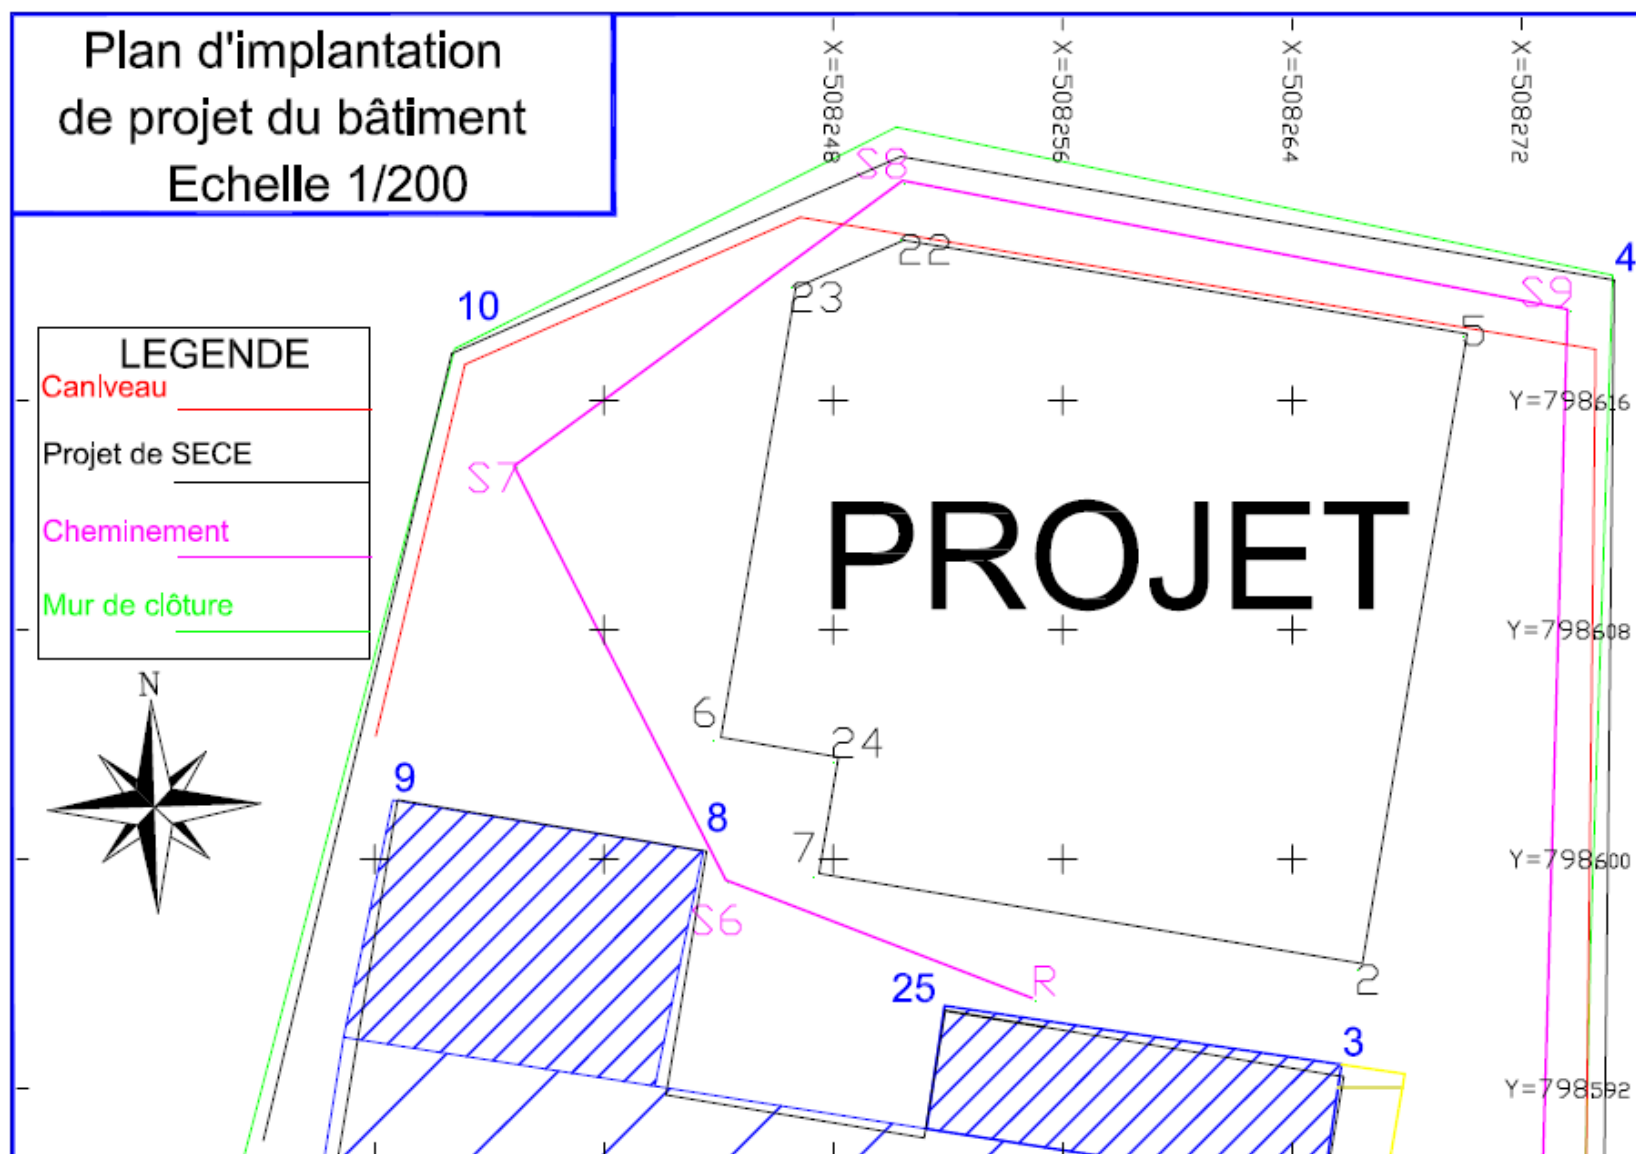 Plan d'implantation
de projet du bâtiment
Echelle 1/200
X=508248
X=508256
X=508264
X=508272
S8
4
22
10
23
S9
5
LEGENDE
Caniveau
Y=798616
Projet de SECE
S7
PROJET
Cheminement
Mur de clôture
Y=798608
N
6
24
9
8
7
Y=798600
S6
R
2
25
3
Y=798592